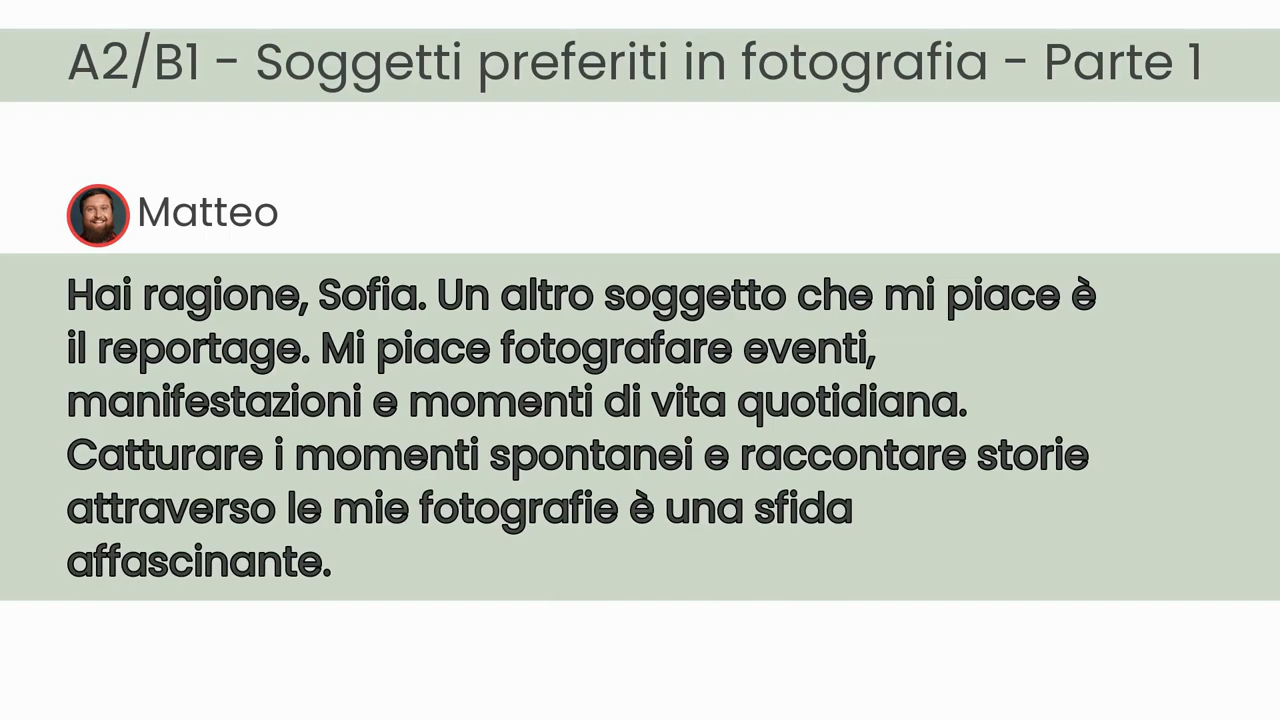 A2/B1 - Soggetti preferiti in fotografia - Parte 1
Matteo
Hai ragione, Sofia. Un altro soggetto che mi piace è
il reportage. Mi piace fotografare eventi,
manifestazioni e momenti di vita quotidiana.
Catturare i momenti spontanei e raccontare storie
attraverso le mie fotografie è una sfida
affascinante.